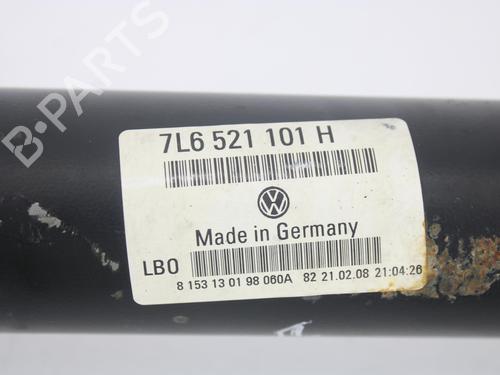 7L6 521 101 H
Made in Germany
LBO
8 153 13 01 98 060A 82 21.02.08 21:04:26
B